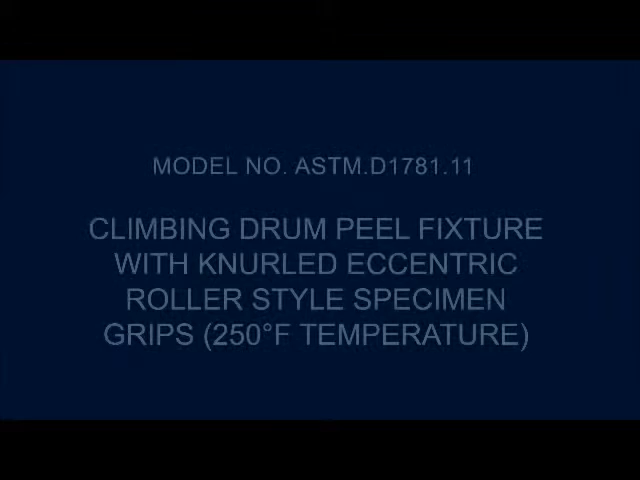 MODEL NO. ASTM.D1781.11
CLIMBING DRUM PEEL FIXTURE
WITH KNURLED ECCENTRIC
ROLLER STYLE SPECIMEN
GRIPS (250°F TEMPERATURE)